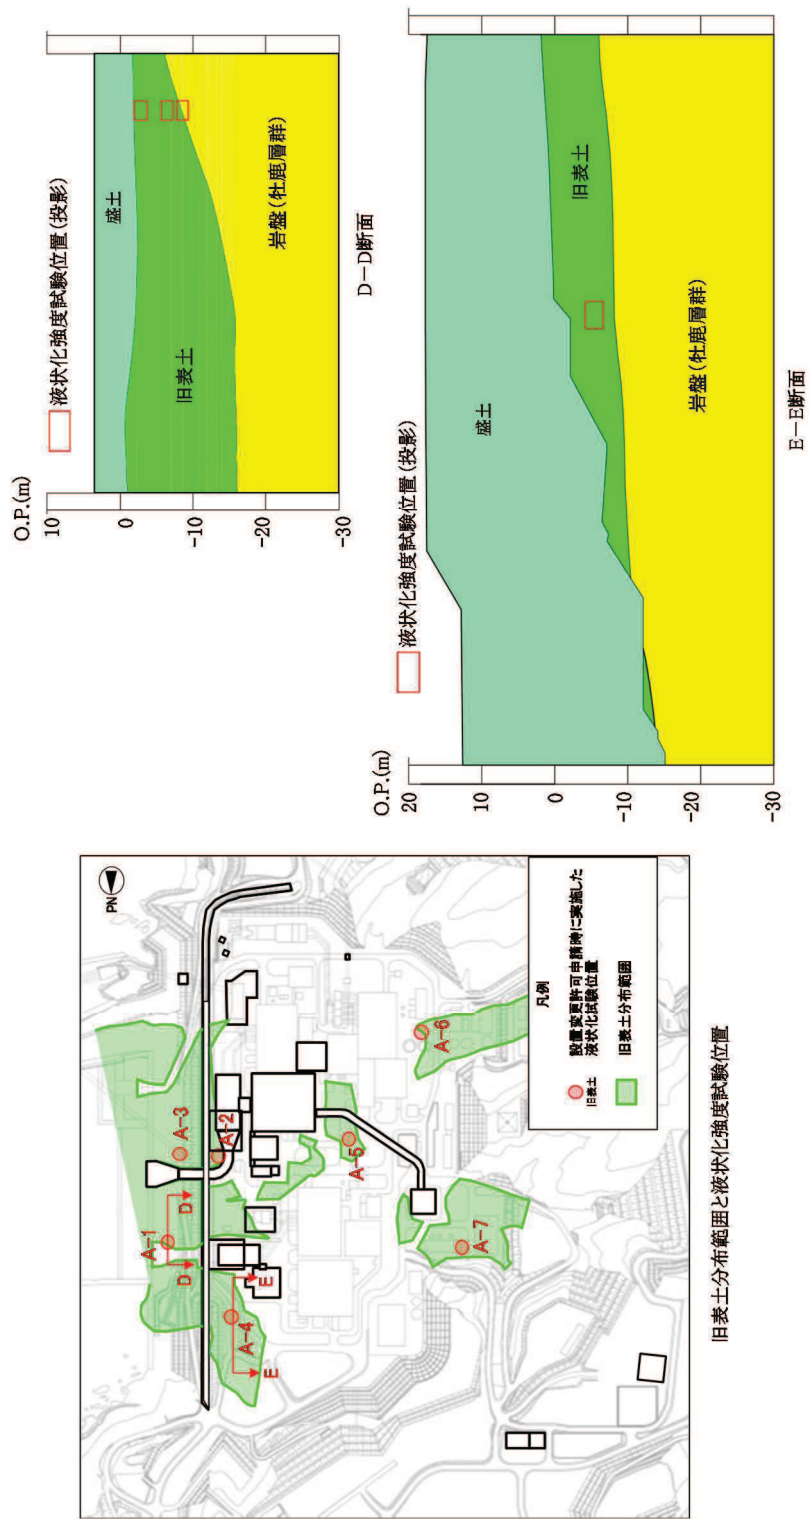 O.P.(m)
液状化強度試験位置(投影)
10
0
-10
-20
-30
盛土
旧表土
岩盤(牡鹿層群)
D-D断面
O.P.(m)
液状化強度試験位置(投影)
20
10
0
-10
-20
-30
盛土
旧表土
岩盤(牡鹿層群)
E-E断面
PN
A-3
A-2
A-1
D
D
A-4
E
E
A-5
A-6
A-7
凡例
旧表土
設置変更許可申請時に実施した
液状化試験位置
旧表土分布範囲
旧表土分布範囲と液状化強度試験位置